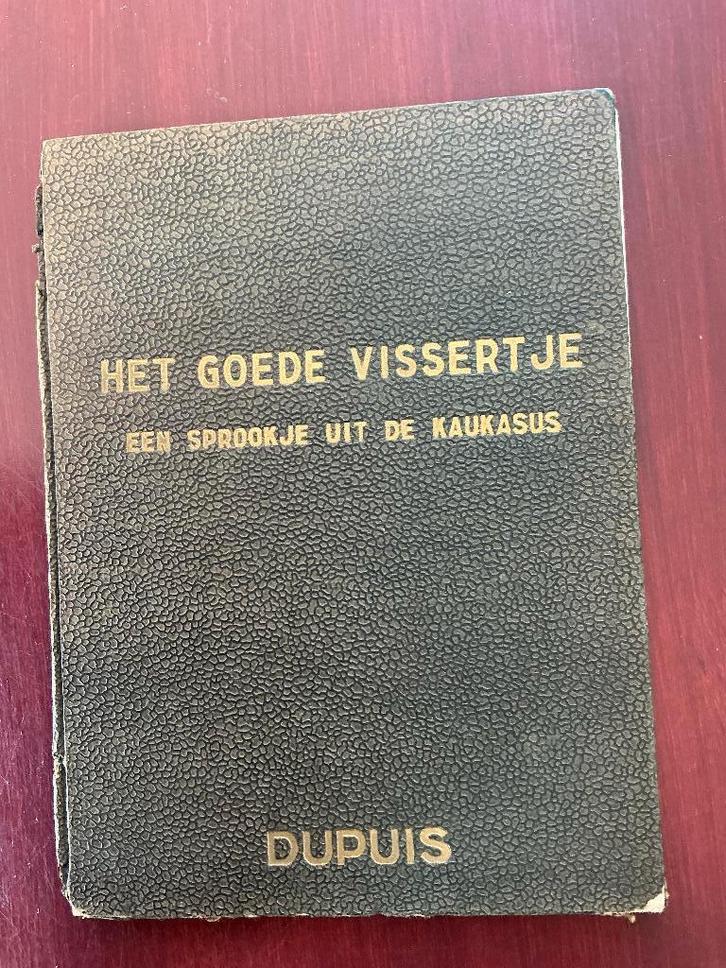 HET GOEDE VISSERTJE
EEN SPROOKJE UIT DE KAUKASUS
DUPUIS